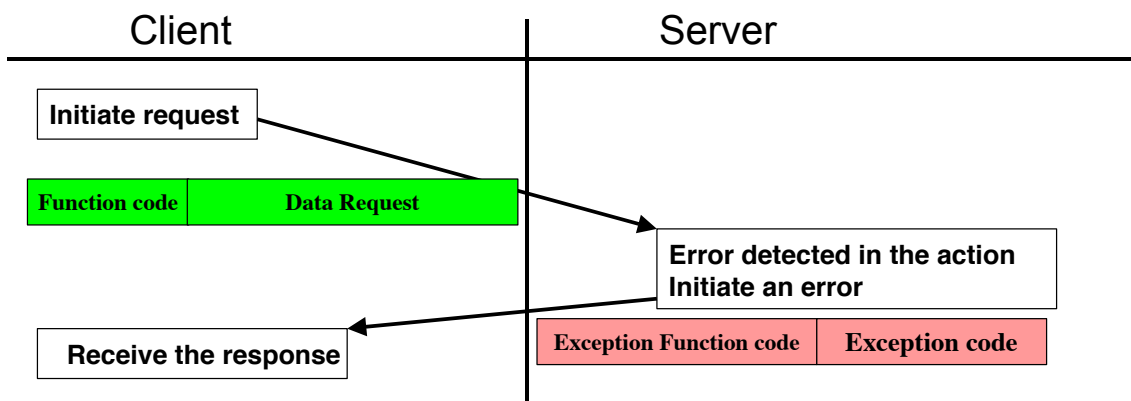 Client
Server
Initiate request
Function code
Data Request
Error detected in the action
Initiate an error
Exception Function code
Exception code
Receive the response